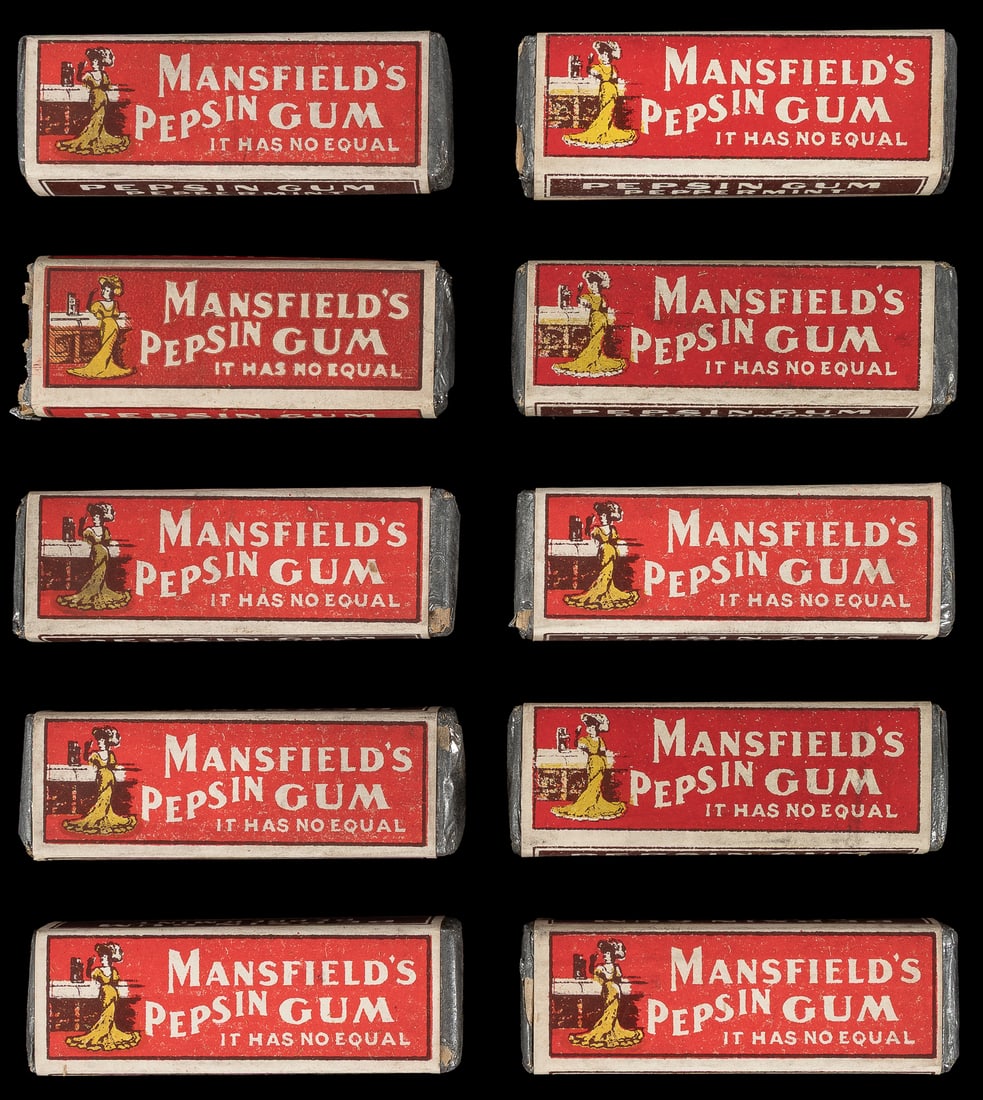 MANSFIELD'S
PEPSIN GUM
IT HAS NO EQUAL
PEPSIN GUM
PEPPERMINT
MANSFIELD'S
PEPSIN GUM
IT HAS NO EQUAL
PEPSIN GUM
PEPPERMINT
MANSFIELD'S
PEPSIN GUM
IT HAS NO EQUAL
PEPSIN GUM
MANSFIELD'S
PEPSIN GUM
IT HAS NO EQUAL
PEPSIN GUM
MANSFIELD'S
PEPSIN GUM
IT HAS NO EQUAL
MANSFIELD'S
PEPSIN GUM
IT HAS NO EQUAL
MANSFIELD'S
PEPSIN GUM
IT HAS NO EQUAL
MANSFIELD'S
PEPSIN GUM
IT HAS NO EQUAL
MANSFIELD'S
PEPSIN GUM
IT HAS NO EQUAL
MANSFIELD'S
PEPSIN GUM
IT HAS NO EQUAL